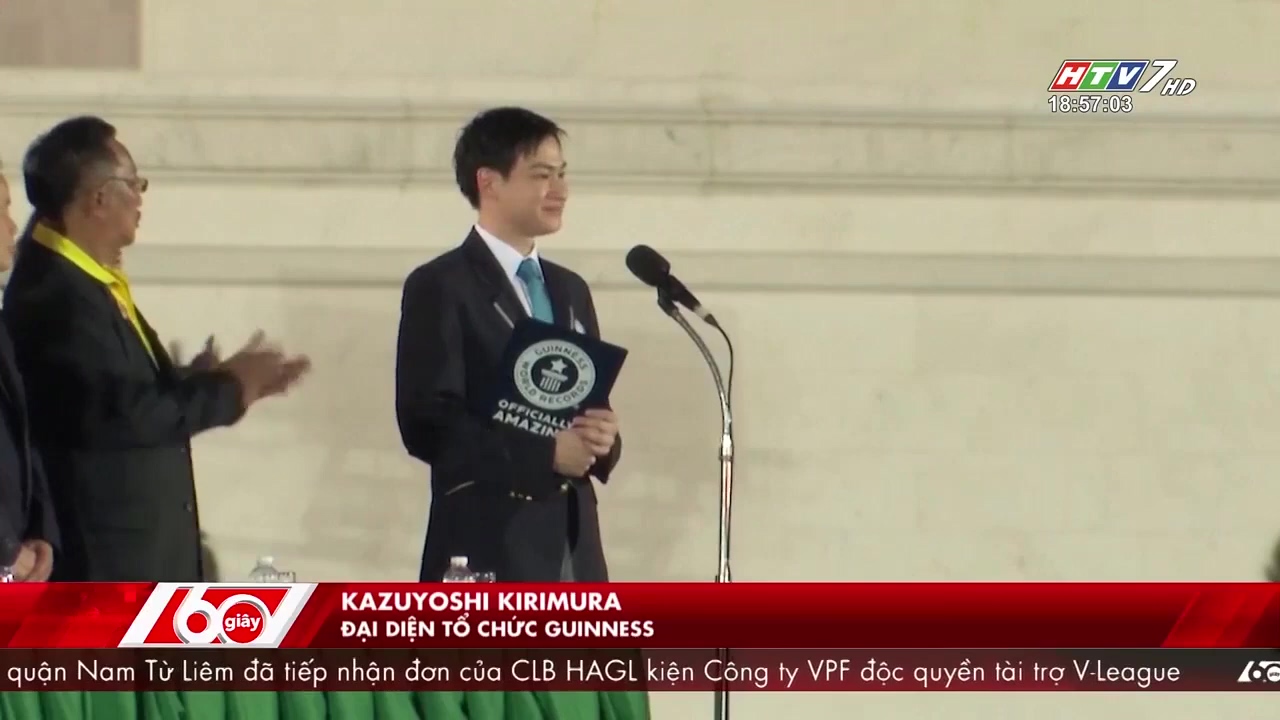 HTV7 HD
18:57:03
GUINNESS
WORLD RECORDS
OFFICIALLY
60 giây
KAZUYOSHI KIRIMURA
ĐẠI DIỆN TỔ CHỨC GUINNESS
quận Nam Từ Liêm đã tiếp nhận đơn của CLB HAGL kiện Công ty VPF độc quyền tài trợ V-League